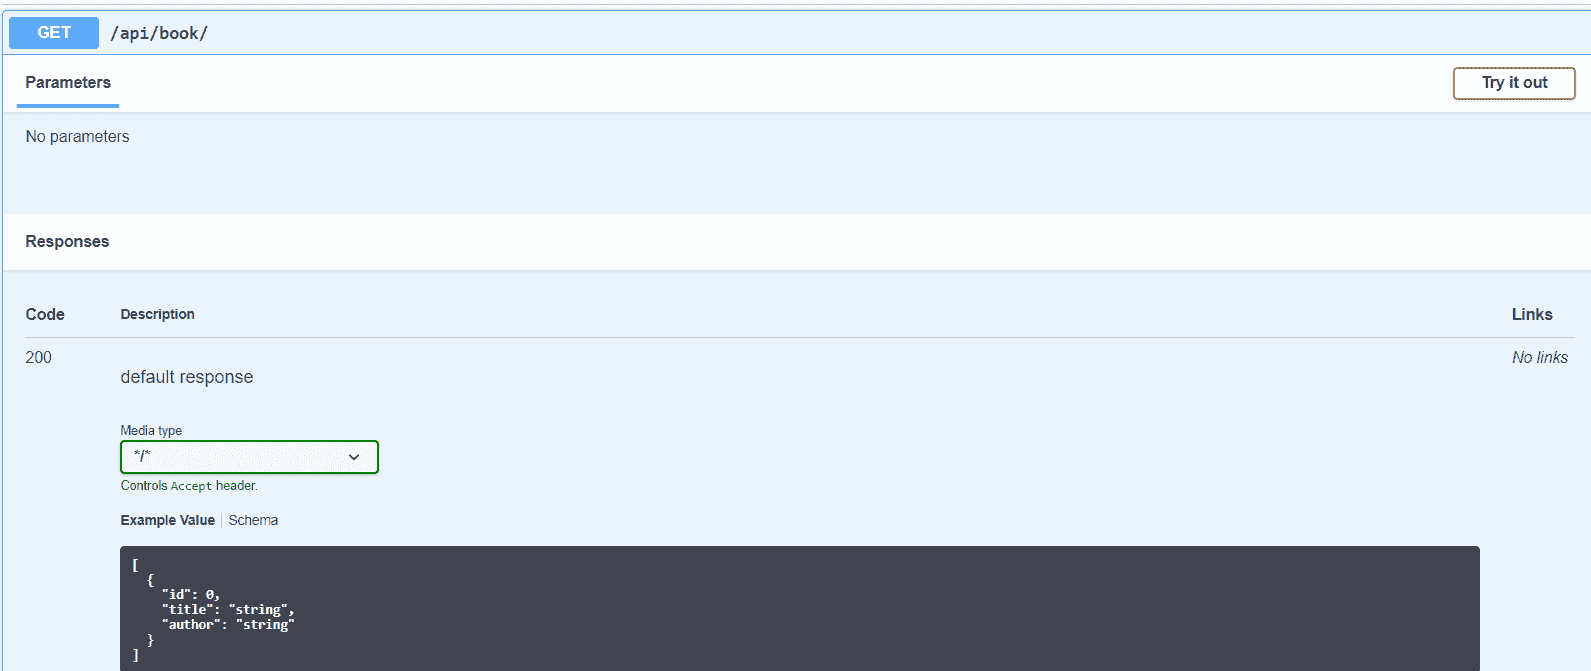 GET /api/book/
Parameters
Try it out
No parameters
Responses
Code Description Links
200 No links
default response
Media type
*/*
Controls Accept header.
Example Value Schema
[
  {
    "id": 0,
    "title": "string",
    "author": "string"
  }
]